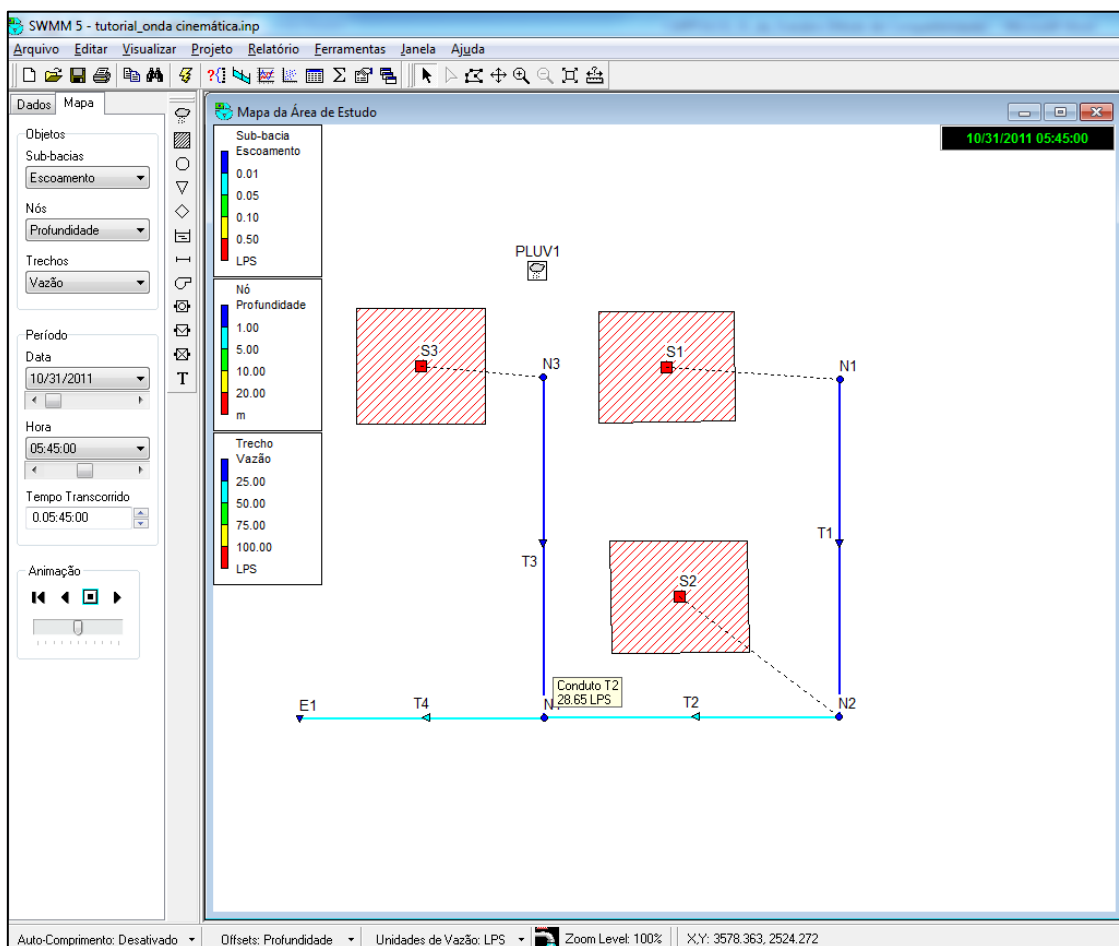 SWMM 5 - tutorial_onda cinemática.inp
Arquivo Editar Visualizar Projeto Relatório Ferramentas Janela Ajuda
Dados Mapa
Objetos
Sub-bacias
Escoamento
Nós
Profundidade
Trechos
Vazão
Período
Data
10/31/2011
Hora
05:45:00
Tempo Transcorrido
0.05:45:00
Animação
T
Mapa da Área de Estudo
10/31/2011 05:45:00
Sub-bacia
Escoamento
0.01
0.05
0.10
0.50
LPS
Nó
Profundidade
1.00
5.00
10.00
20.00
m
Trecho
Vazão
25.00
50.00
75.00
100.00
LPS
PLUV1
S3
N3
S1
N1
T3
T1
S2
Conduto T2
28.65 LPS
E1
T4
T2
N2
Auto-Comprimento: Desativado
Offsets: Profundidade
Unidades de Vazão: LPS
Zoom Level: 100%
X,Y: 3578.363, 2524.272